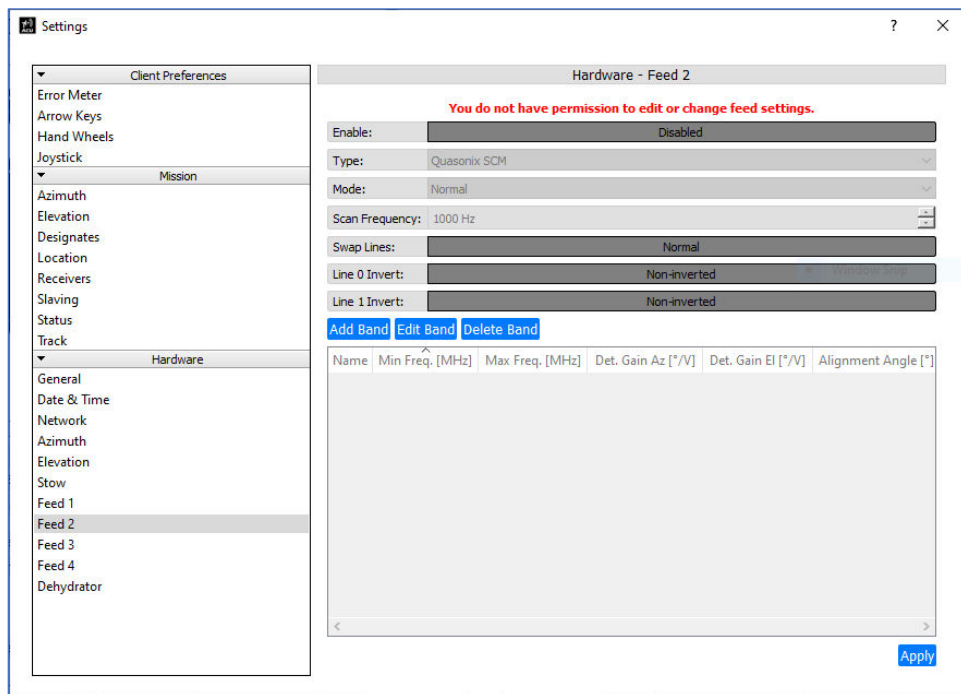 Settings
Client Preferences
Error Meter
Arrow Keys
Hand Wheels
Joystick
Mission
Azimuth
Elevation
Designates
Location
Receivers
Slaving
Status
Track
Hardware
General
Date & Time
Network
Azimuth
Elevation
Stow
Feed 1
Feed 2
Feed 3
Feed 4
Dehydrator
Hardware - Feed 2
You do not have permission to edit or change feed settings.
Enable: Disabled
Type: Quasonix SCM
Mode: Normal
Scan Frequency: 1000 Hz
Swap Lines: Normal
Window Snip
Line 0 Invert: Non-inverted
Line 1 Invert: Non-inverted
Add Band Edit Band Delete Band
Name Min Freq. [MHz] Max Freq. [MHz] Det. Gain Az [°/V] Det. Gain El [°/V] Alignment Angle [°]
Apply